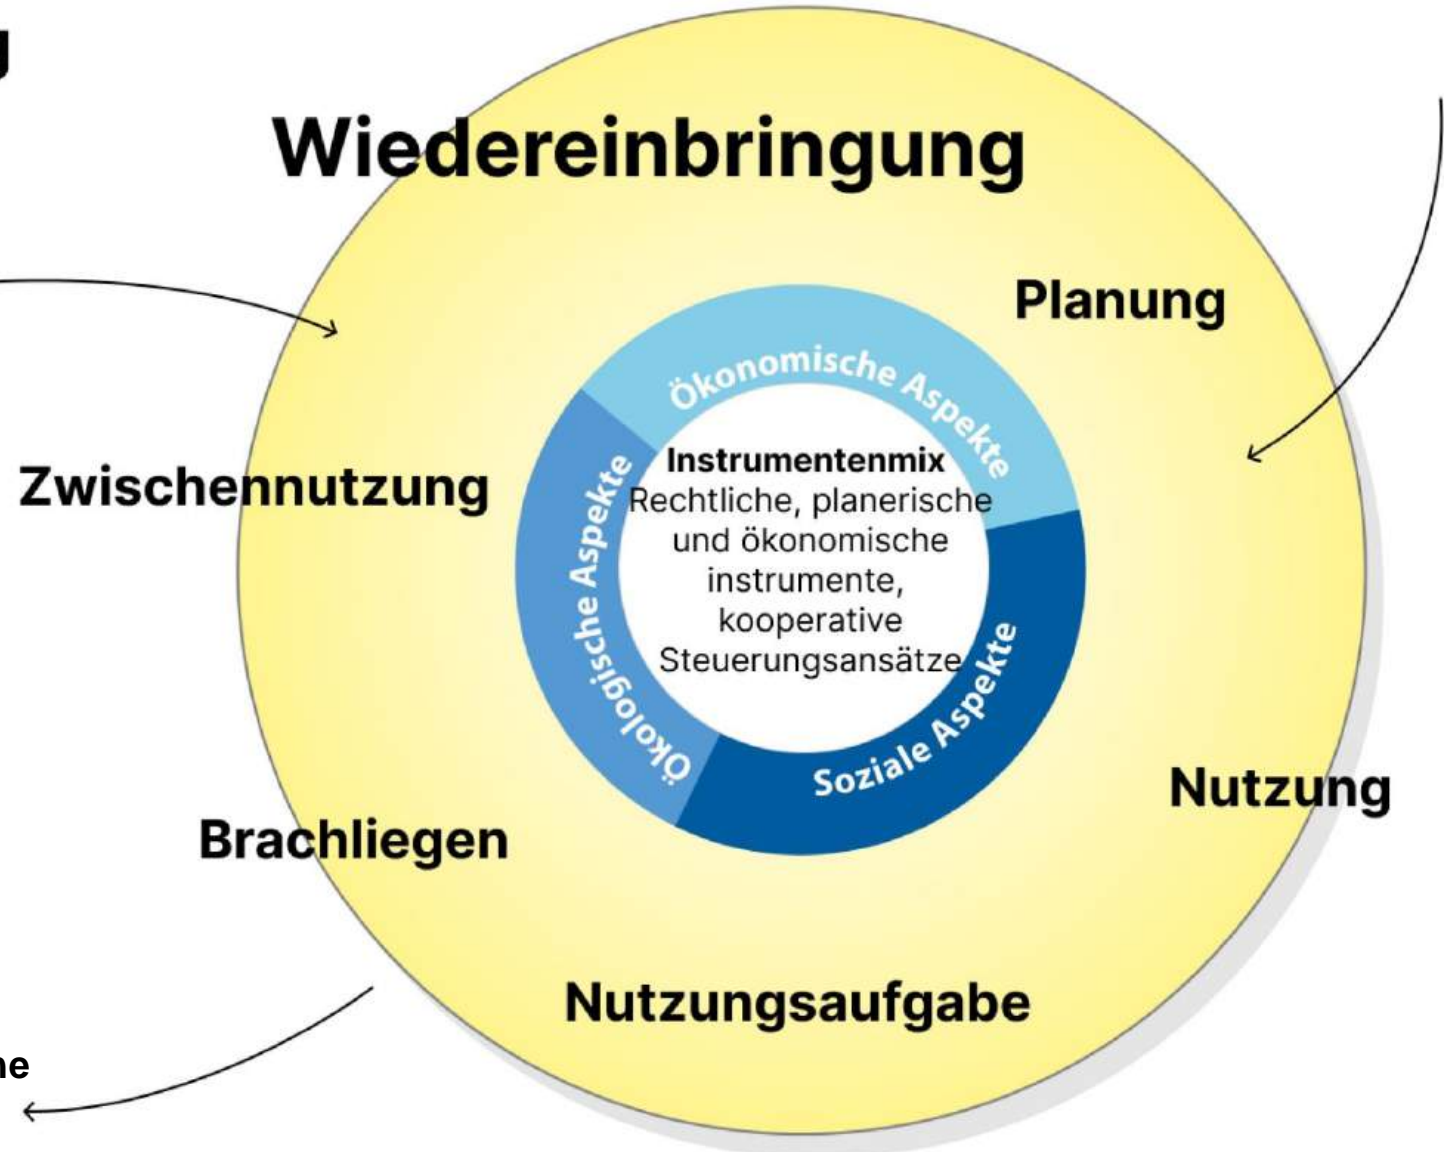 Wiedereinbringung
Planung
Ökonomische Aspekte
Instrumentenmix
Rechtliche, planerische
und ökonomische
instrumente,
kooperative
Steuerungsansätze
Zwischennutzung
Ökologische Aspekte
Soziale Aspekte
Nutzung
Brachliegen
Nutzungsaufgabe